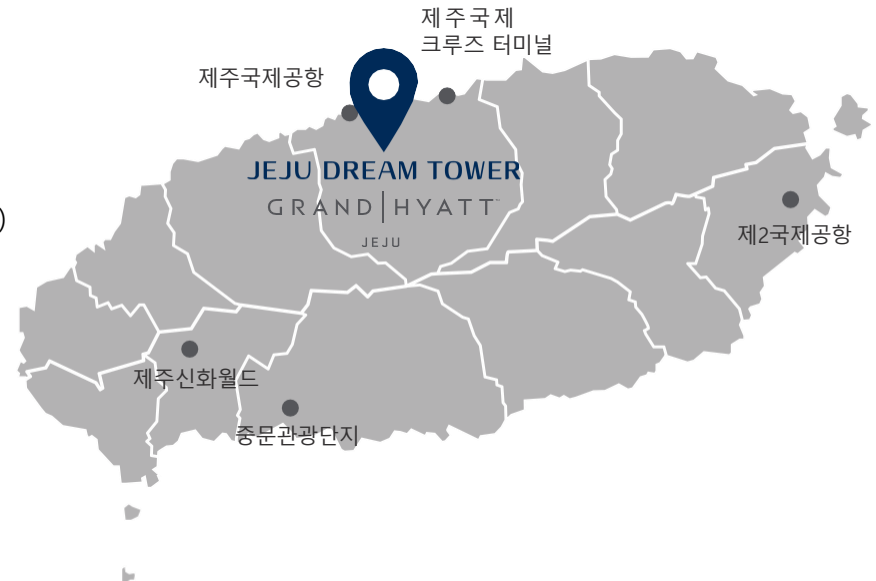 제주국제
크루즈 터미널
제주국제공항
JEJU DREAM TOWER
GRAND HYATT™
JEJU
)
제2국제공항
제주신화월드
중문관광단지